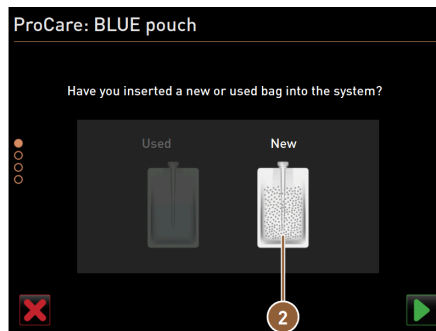 ProCare: BLUE pouch
Have you inserted a new or used bag into the system?
Used New
2